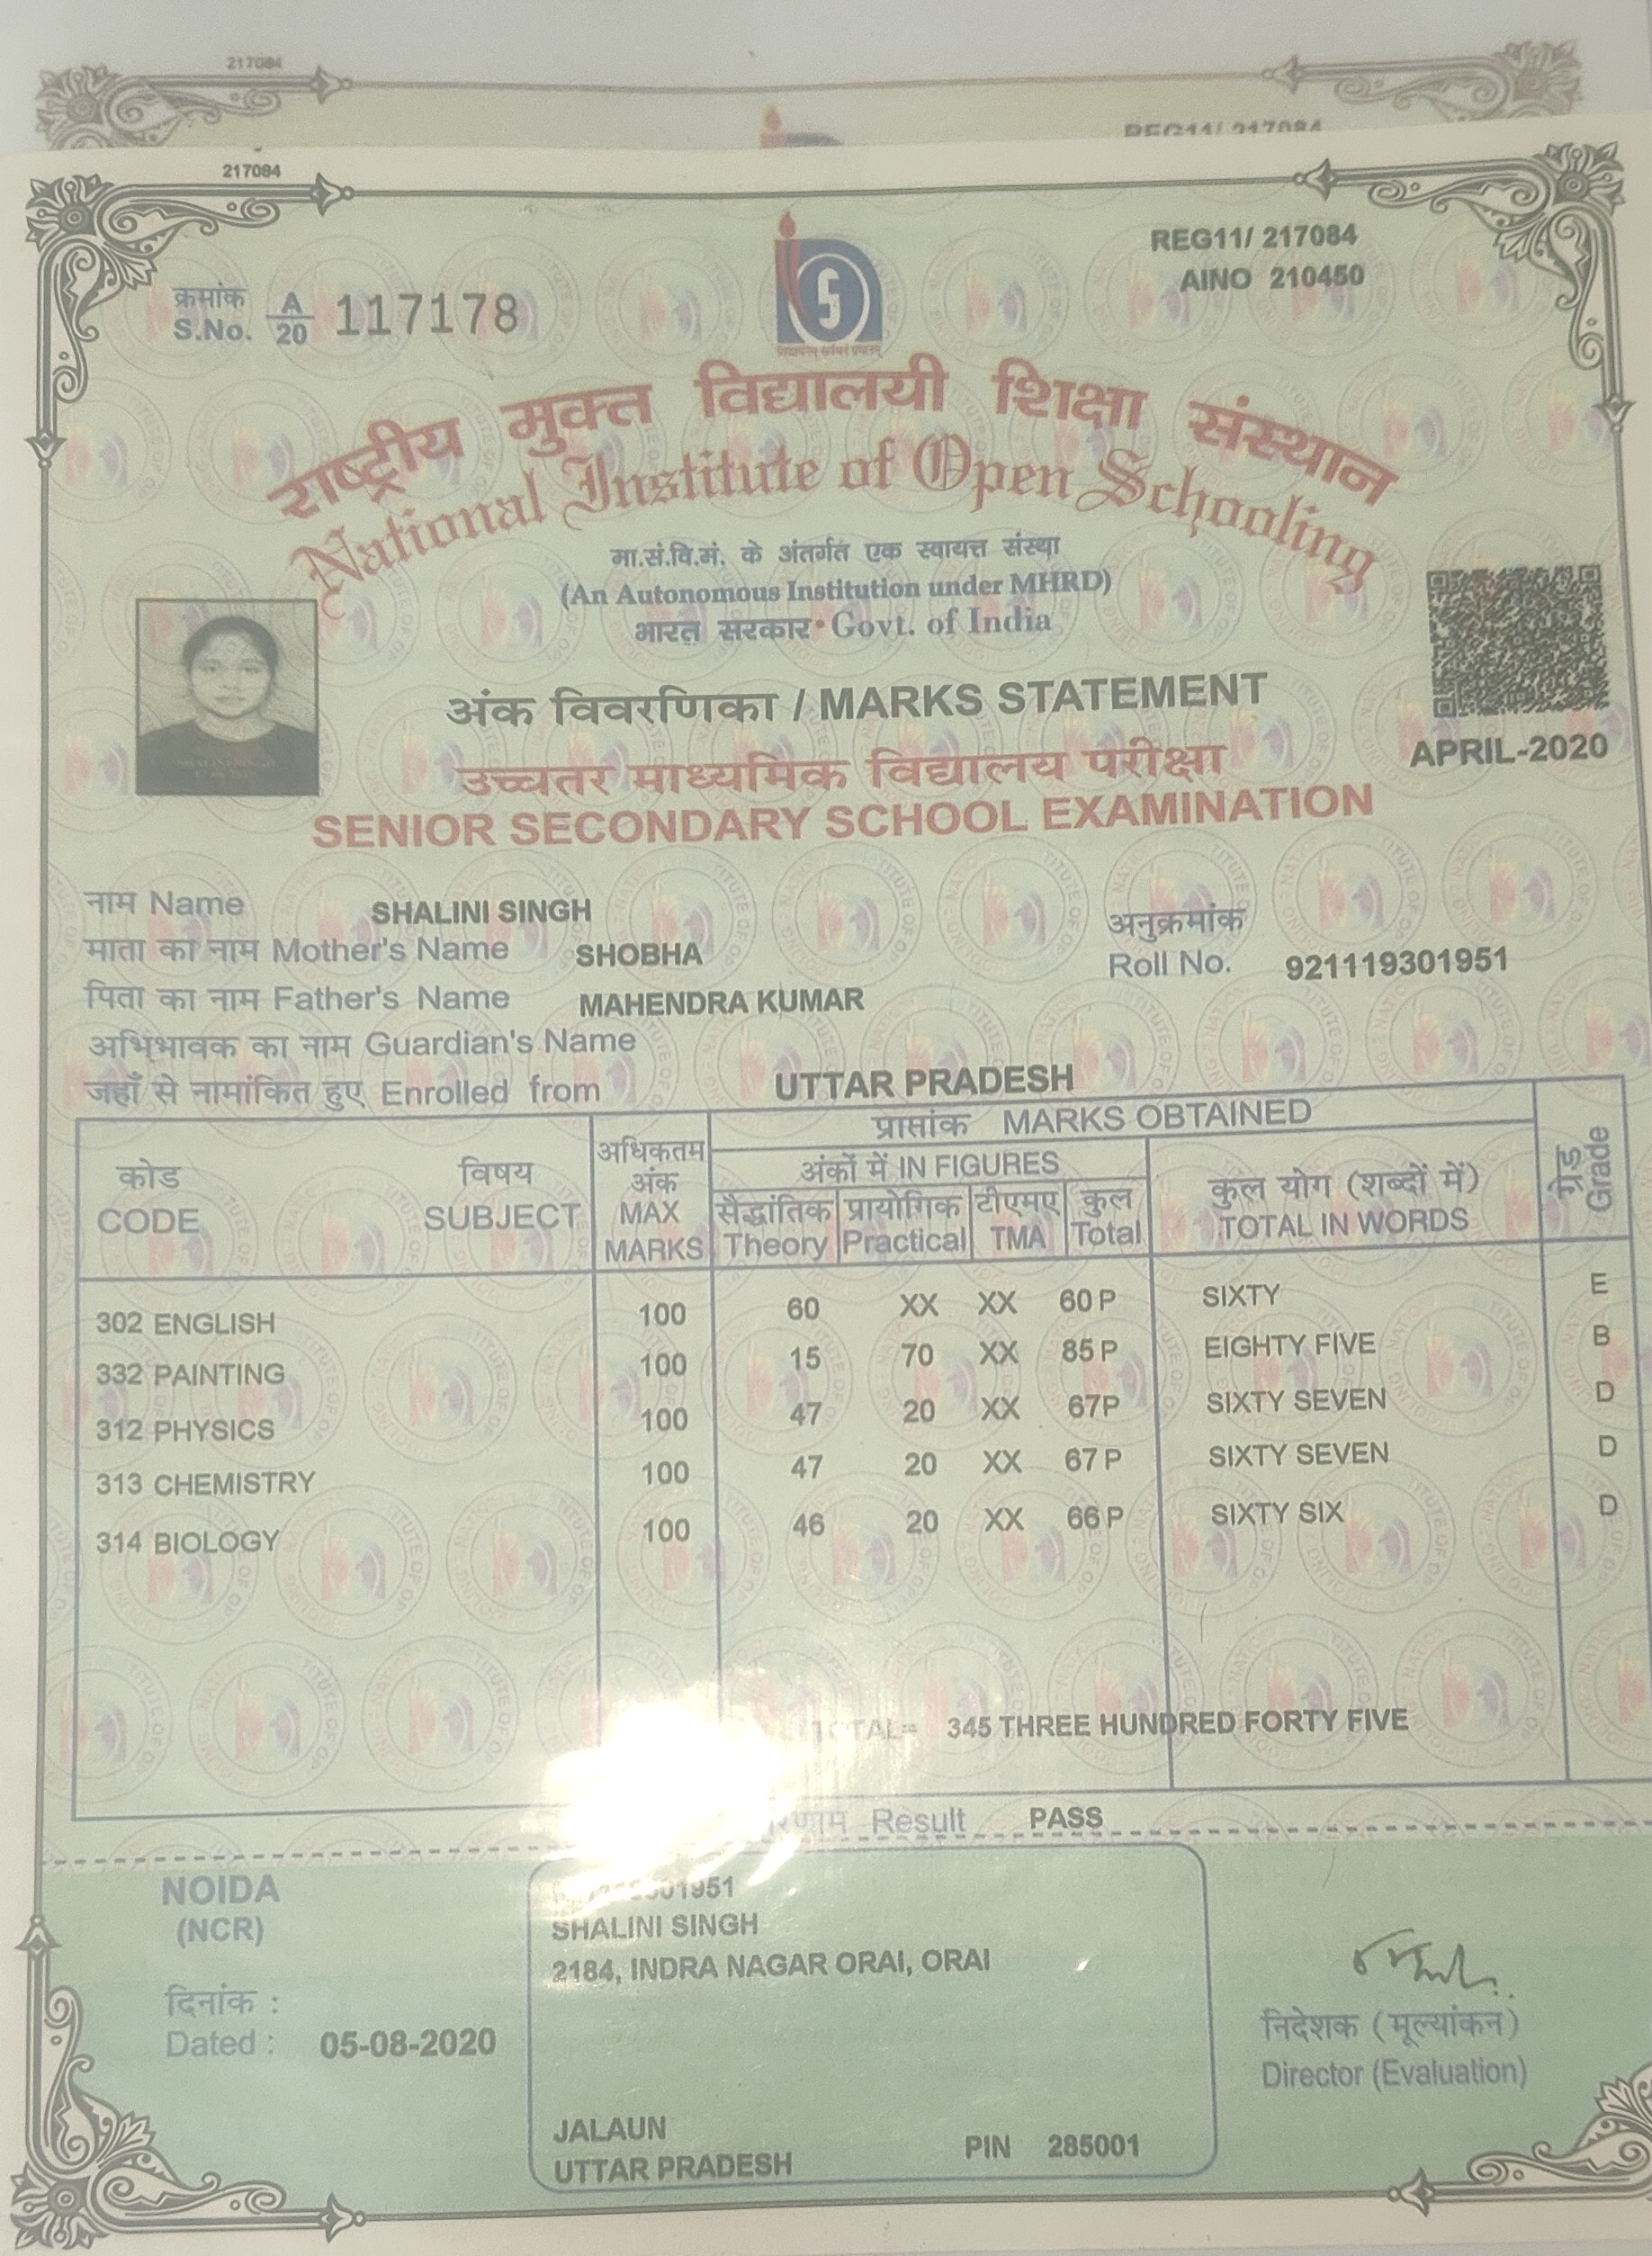 217084
REG11/ 217084
217084
REG11/ 217084
AINO 210450
क्रमांक
S.No. A/20 117178
राष्ट्रीय मुक्त विद्यालयी शिक्षा संस्थान
National Institute of Open Schooling
मा.सं.वि.मं. के अंतर्गत एक स्वायत्त संस्था
(An Autonomous Institution under MHRD)
भारत सरकार • Govt. of India
अंक विवरणिका / MARKS STATEMENT
APRIL-2020
उच्चतर माध्यमिक विद्यालय परीक्षा
SENIOR SECONDARY SCHOOL EXAMINATION
नाम Name SHALINI SINGH
माता का नाम Mother's Name SHOBHA
अनुक्रमांक
Roll No. 921119301951
पिता का नाम Father's Name MAHENDRA KUMAR
अभिभावक का नाम Guardian's Name
जहाँ से नामांकित हुए Enrolled from UTTAR PRADESH
कोड CODE
विषय SUBJECT
अधिकतम अंक MAX MARKS
प्राप्तांक MARKS OBTAINED
अंकों में IN FIGURES
सैद्धांतिक Theory
प्रायोगिक Practical
टीएमए TMA
कुल Total
कुल योग (शब्दों में) TOTAL IN WORDS
ग्रेड Grade
302 ENGLISH 100 60 XX XX 60 P SIXTY E
332 PAINTING 100 15 70 XX 85 P EIGHTY FIVE B
312 PHYSICS 100 47 20 XX 67P SIXTY SEVEN D
313 CHEMISTRY 100 47 20 XX 67 P SIXTY SEVEN D
314 BIOLOGY 100 46 20 XX 66 P SIXTY SIX D
TOTAL= 345 THREE HUNDRED FORTY FIVE
Result PASS
NOIDA
(NCR)
दिनांक :
Dated : 05-08-2020
SHALINI SINGH
2184, INDRA NAGAR ORAI, ORAI
JALAUN
UTTAR PRADESH PIN 285001
निदेशक (मूल्यांकन)
Director (Evaluation)